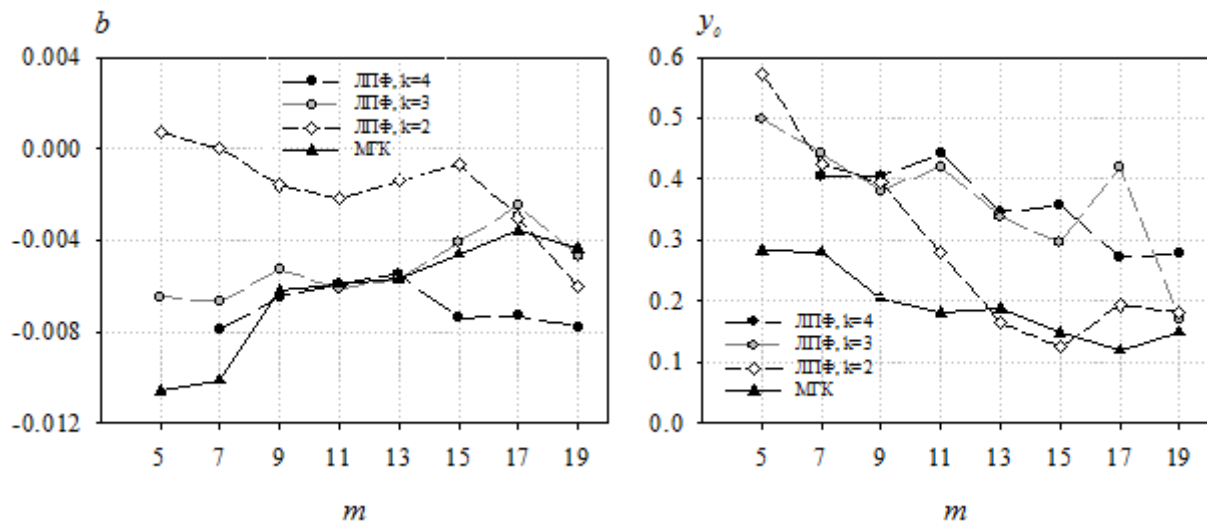 b
0.004
0.000
-0.004
-0.008
-0.012
ЛПФ, k=4
ЛПФ, k=3
ЛПФ, k=2
МГК
5 7 9 11 13 15 17 19
m
y₀
0.6
0.5
0.4
0.3
0.2
0.1
0.0
ЛПФ, k=4
ЛПФ, k=3
ЛПФ, k=2
МГК
5 7 9 11 13 15 17 19
m